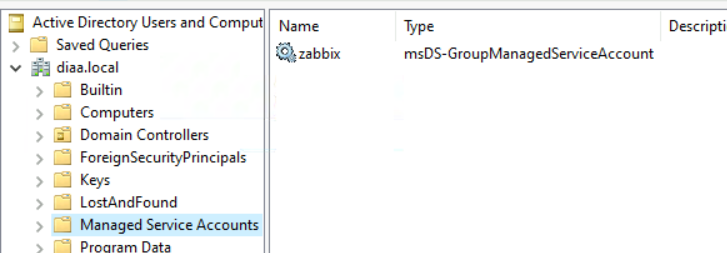 Active Directory Users and Comput
Saved Queries
diaa.local
Builtin
Computers
Domain Controllers
ForeignSecurityPrincipals
Keys
LostAndFound
Managed Service Accounts
Program Data
Name Type Descripti
zabbix msDS-GroupManagedServiceAccount